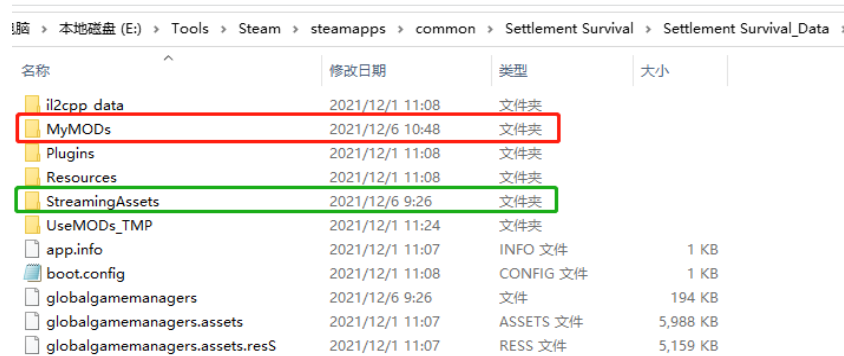 脑 › 本地磁盘 (E:) › Tools › Steam › steamapps › common › Settlement Survival › Settlement Survival_Data ›
名称 修改日期 类型 大小
il2cpp_data 2021/12/1 11:08 文件夹
MyMODs 2021/12/6 10:48 文件夹
Plugins 2021/12/1 11:08 文件夹
Resources 2021/12/1 11:08 文件夹
StreamingAssets 2021/12/6 9:26 文件夹
UseMODs_TMP 2021/12/1 11:24 文件夹
app.info 2021/12/1 11:07 INFO 文件 1 KB
boot.config 2021/12/1 11:08 CONFIG 文件 1 KB
globalgamemanagers 2021/12/6 9:26 文件 194 KB
globalgamemanagers.assets 2021/12/1 11:07 ASSETS 文件 5,988 KB
globalgamemanagers.assets.resS 2021/12/1 11:07 RESS 文件 5,159 KB